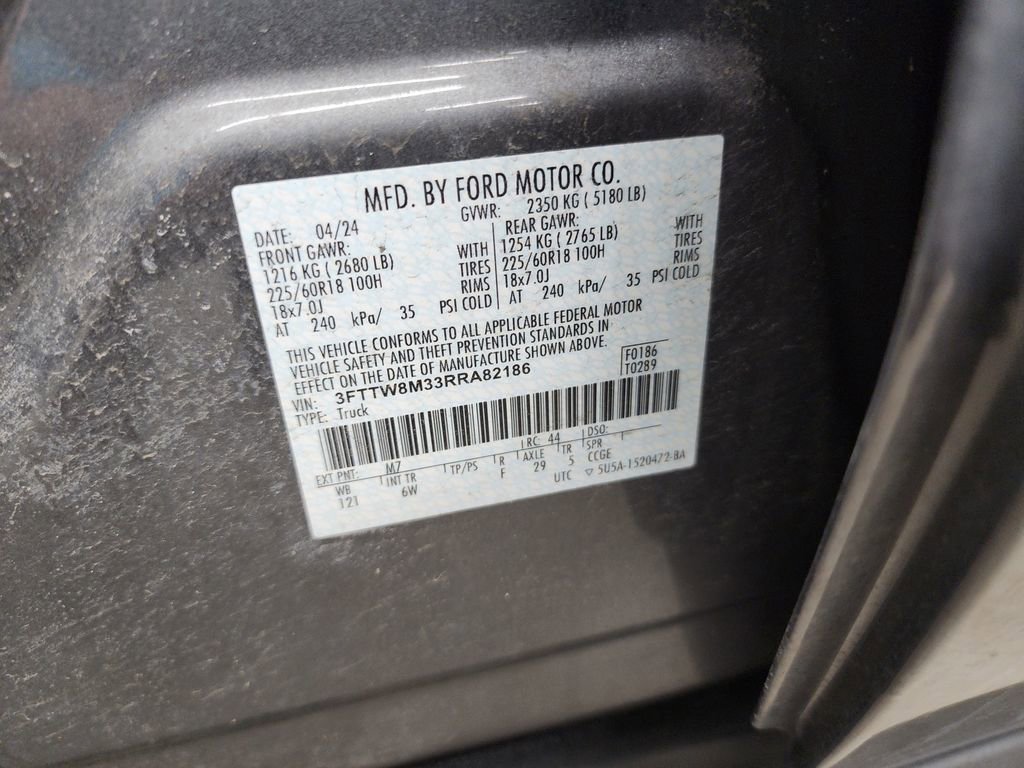 MFD. BY FORD MOTOR CO.
DATE: 04/24 GVWR: 2350 KG ( 5180 LB)
FRONT GAWR: REAR GAWR:
1216 KG ( 2680 LB) WITH 1254 KG ( 2765 LB) WITH
225/60R18 100H TIRES 225/60R18 100H TIRES
18x7.0J RIMS 18x7.0J RIMS
AT 240 kPa/ 35 PSI COLD AT 240 kPa/ 35 PSI COLD
THIS VEHICLE CONFORMS TO ALL APPLICABLE FEDERAL MOTOR
VEHICLE SAFETY AND THEFT PREVENTION STANDARDS IN
EFFECT ON THE DATE OF MANUFACTURE SHOWN ABOVE.
VIN: 3FTTW8M33RRA82186 F0186
TYPE: Truck T0289
EXT PNT: M7 RC: 44 DSO:
WB INT TR TP/PS R AXLE TR SPR
121 6W F 29 5 CCGE
UTC ▽ 5U5A-1520472-BA